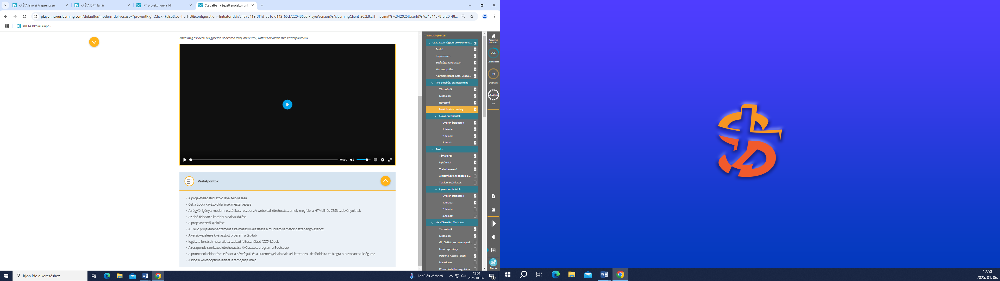 KRÉTA Iskolai Alaprendszer
KRÉTA DKT Tanár
IKT projektmunka I-II.
Csapatban végzett projektmun
player.nexiuslearning.com/defaultui/modern-deliver.aspx?preventRightClick=False&cc=hu-HU&configuration=InitiatorId%7cff375419-3f1d-8c1c-d142-65d7220486a0!PlayerVersion%7clearningClient-20.2.8.2!TimeLimit%7c342025!UserId%7c31311c78-af20-48...
KRÉTA Iskolai Alapr...
Nézd meg a videót! Ha gyorsan át akarod látni, miről szól, kattints az alatta lévő Vázlatpontokra.
-04:30
Vázlatpontok
• A projektfeladatról szóló levél felolvasása
• Cél: a Lucky kávézó oldalának megtervezése
• Az ügyfél igénye: modern, esztétikus, reszponzív weboldal létrehozása, amely megfelel a HTML5- és CSS3-szabványoknak
• Az első feladat: a korábbi oldal validálása
• A projektvezető kijelölése
• A Trello projektmenedzsment alkalmazás kiválasztása a munkafolyamatok összehangolásához
• A verziókezelésre kiválasztott program a GitHub
• Jogtiszta források használata: szabad felhasználású (CC0) képek
• A reszponzív szerkezet létrehozására kiválasztott program a Bootstrap
• A prioritások eldöntése: először a Kávéfajták és a Sütemények aloldalt kell létrehozni, de főoldalra és blogra is biztosan szükség lesz
• A blog a keresőoptimalizálást is támogatja majd
TARTALOMJEGYZÉK
Csapatban végzett projektmunk...
Borító
Impresszum
Segítség a tanulásban
Kontaktopolisz
A projektcsapat, Kata, Csaba ...
Projektleírás, brainstorming
Témakörök
Nyitóoldal
Bevezető
Levél, brainstorming
Gyakorlófeladatok
Gyakorlófeladatok
1. feladat
2. feladat
3. feladat
Trello
Témakörök
Nyitóoldal
Trello bevezető
A meghívás elfogadása, a ...
További beállítások
Gyakorlófeladatok
Gyakorlófeladatok
1. feladat
2. feladat
3. feladat
Verziókezelés, Markdown
Témakörök
Nyitóoldal
Git, GitHub, remote reposi...
Local repository
Personal Access Token
Markdown
Közreműködők meghívása
Tananyag
bezárása
25%
Előrehaladás
0%
Eredmény
5698:48
Idő
Menü
Írjon ide a kereséshez
Lehűlés várható
12:50
2025. 01. 06.
1
12:50
2025. 01. 06.